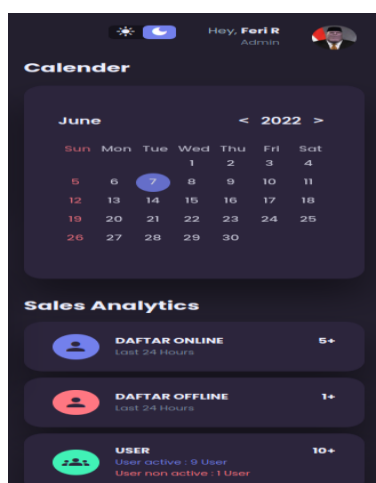 Hey, Feri R
Admin
Calender
June < 2022 >
Sun Mon Tue Wed Thu Fri Sat
1 2 3 4
5 6 7 8 9 10 11
12 13 14 15 16 17 18
19 20 21 22 23 24 25
26 27 28 29 30
Sales Analytics
DAFTAR ONLINE 5+
Last 24 Hours
DAFTAR OFFLINE 1+
Last 24 Hours
USER 10+
User active : 9 User
User non active : 1 User